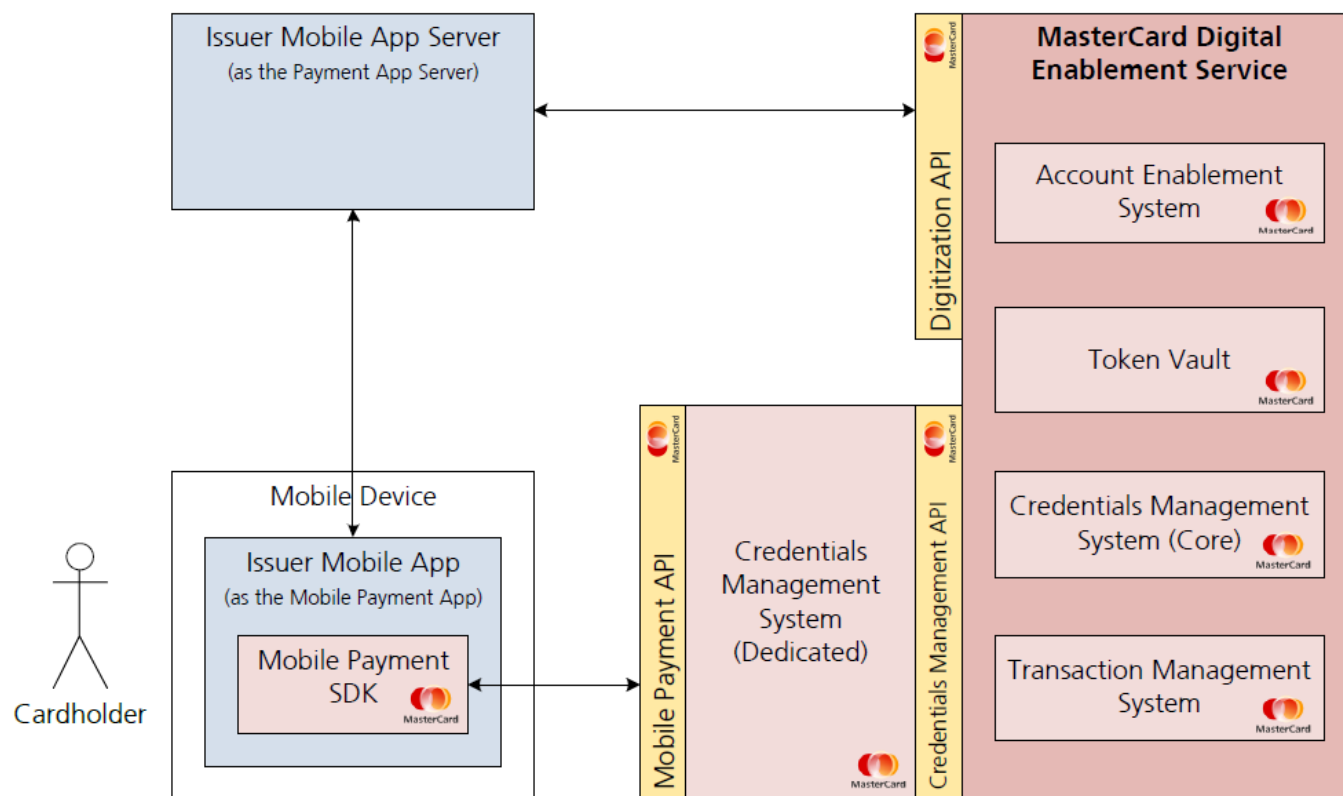 Issuer Mobile App Server
(as the Payment App Server)
MasterCard
Digitization API
MasterCard Digital
Enablement Service
Account Enablement
System
MasterCard
Token Vault
MasterCard
Credentials Management
System (Core)
MasterCard
Transaction Management
System
MasterCard
MasterCard
Credentials Management API
Credentials
Management
System
(Dedicated)
MasterCard
MasterCard
Mobile Payment API
Mobile Device
Issuer Mobile App
(as the Mobile Payment App)
Mobile Payment
SDK
MasterCard
Cardholder